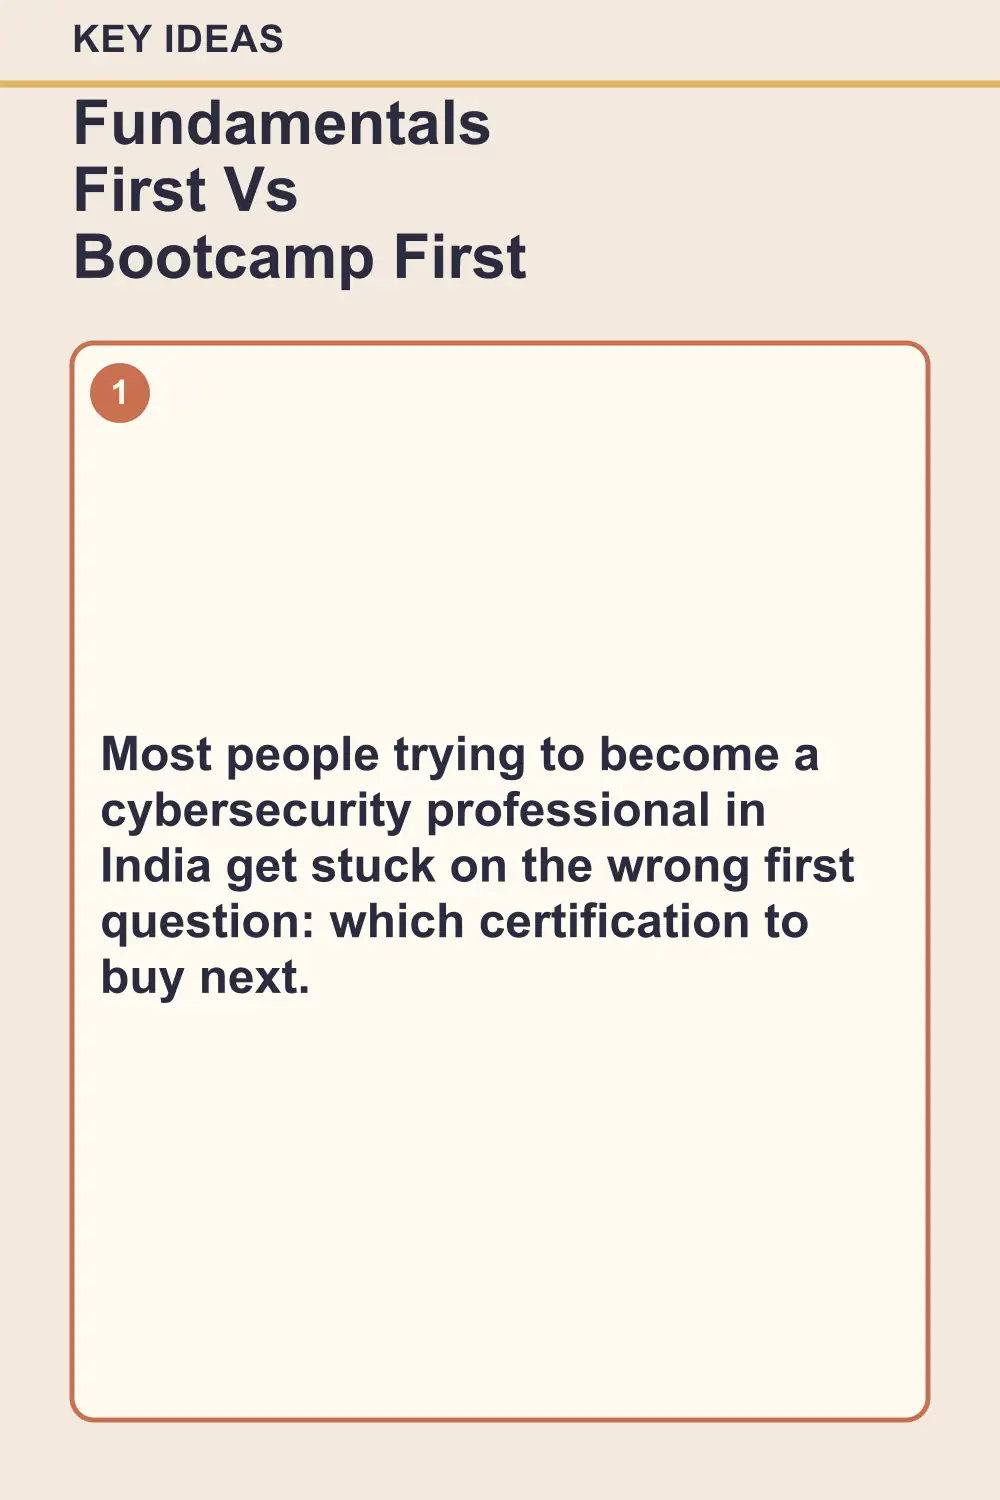 KEY IDEAS
Fundamentals
First Vs
Bootcamp First
1
Most people trying to become a
cybersecurity professional in
India get stuck on the wrong first
question: which certification to
buy next.